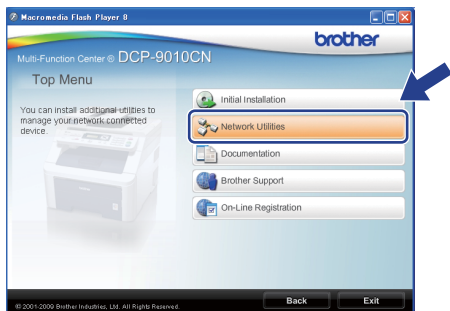 Macromedia Flash Player 8
brother
Multi-Function Center ® DCP-9010CN
Top Menu
You can install additional utilities to
manage your network connected
device.
Initial Installation
Network Utilities
Documentation
Brother Support
On-Line Registration
© 2001-2009 Brother Industries, Ltd. All Rights Reserved.
Back
Exit